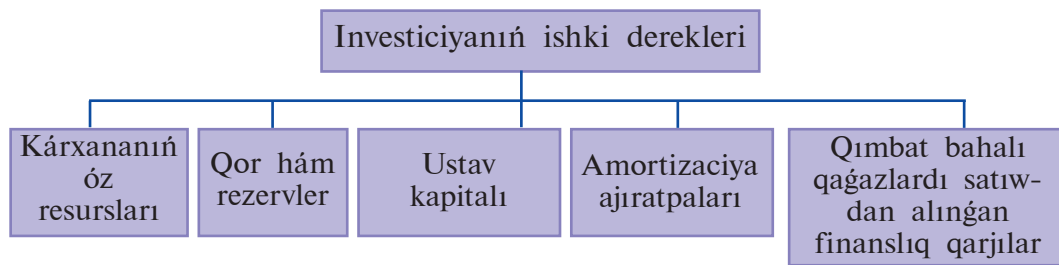 Investiciyanıń ishki derekleri
Kárxananıń
óz
resursları
Qor hám
rezervler
Ustav
kapitalı
Amortizaciya
ajıratpaları
Qımbat bahalı
qaǵazlardı satıw-
dan alınǵan
finanslıq qarjılar